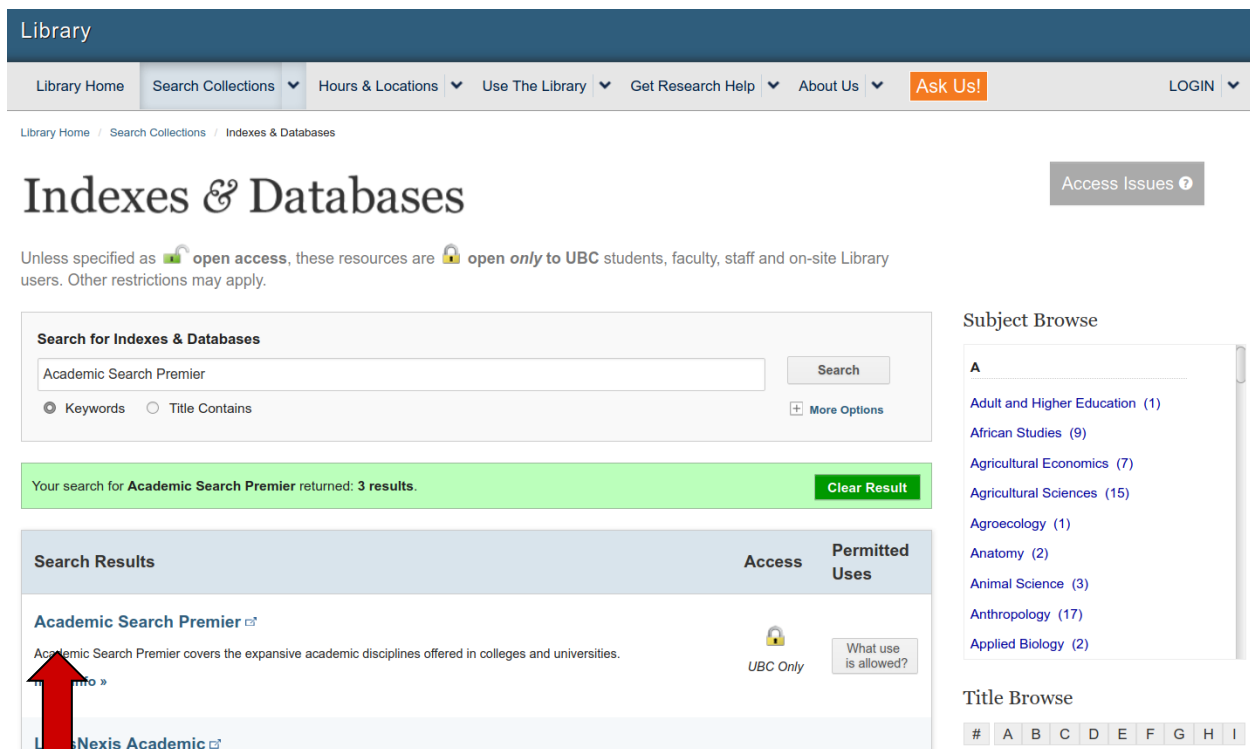 Library
Library Home Search Collections Hours & Locations Use The Library Get Research Help About Us Ask Us! LOGIN
Library Home / Search Collections / Indexes & Databases
Indexes & Databases
Access Issues ?
Unless specified as open access, these resources are open only to UBC students, faculty, staff and on-site Library
users. Other restrictions may apply.
Search for Indexes & Databases
Academic Search Premier
Search
Keywords Title Contains
+ More Options
Your search for Academic Search Premier returned: 3 results.
Clear Result
Search Results Access Permitted
Uses
Academic Search Premier
Academic Search Premier covers the expansive academic disciplines offered in colleges and universities.
»
UBC Only
What use
is allowed?
Academic
Subject Browse
A
Adult and Higher Education (1)
African Studies (9)
Agricultural Economics (7)
Agricultural Sciences (15)
Agroecology (1)
Anatomy (2)
Animal Science (3)
Anthropology (17)
Applied Biology (2)
Title Browse
# A B C D E F G H I